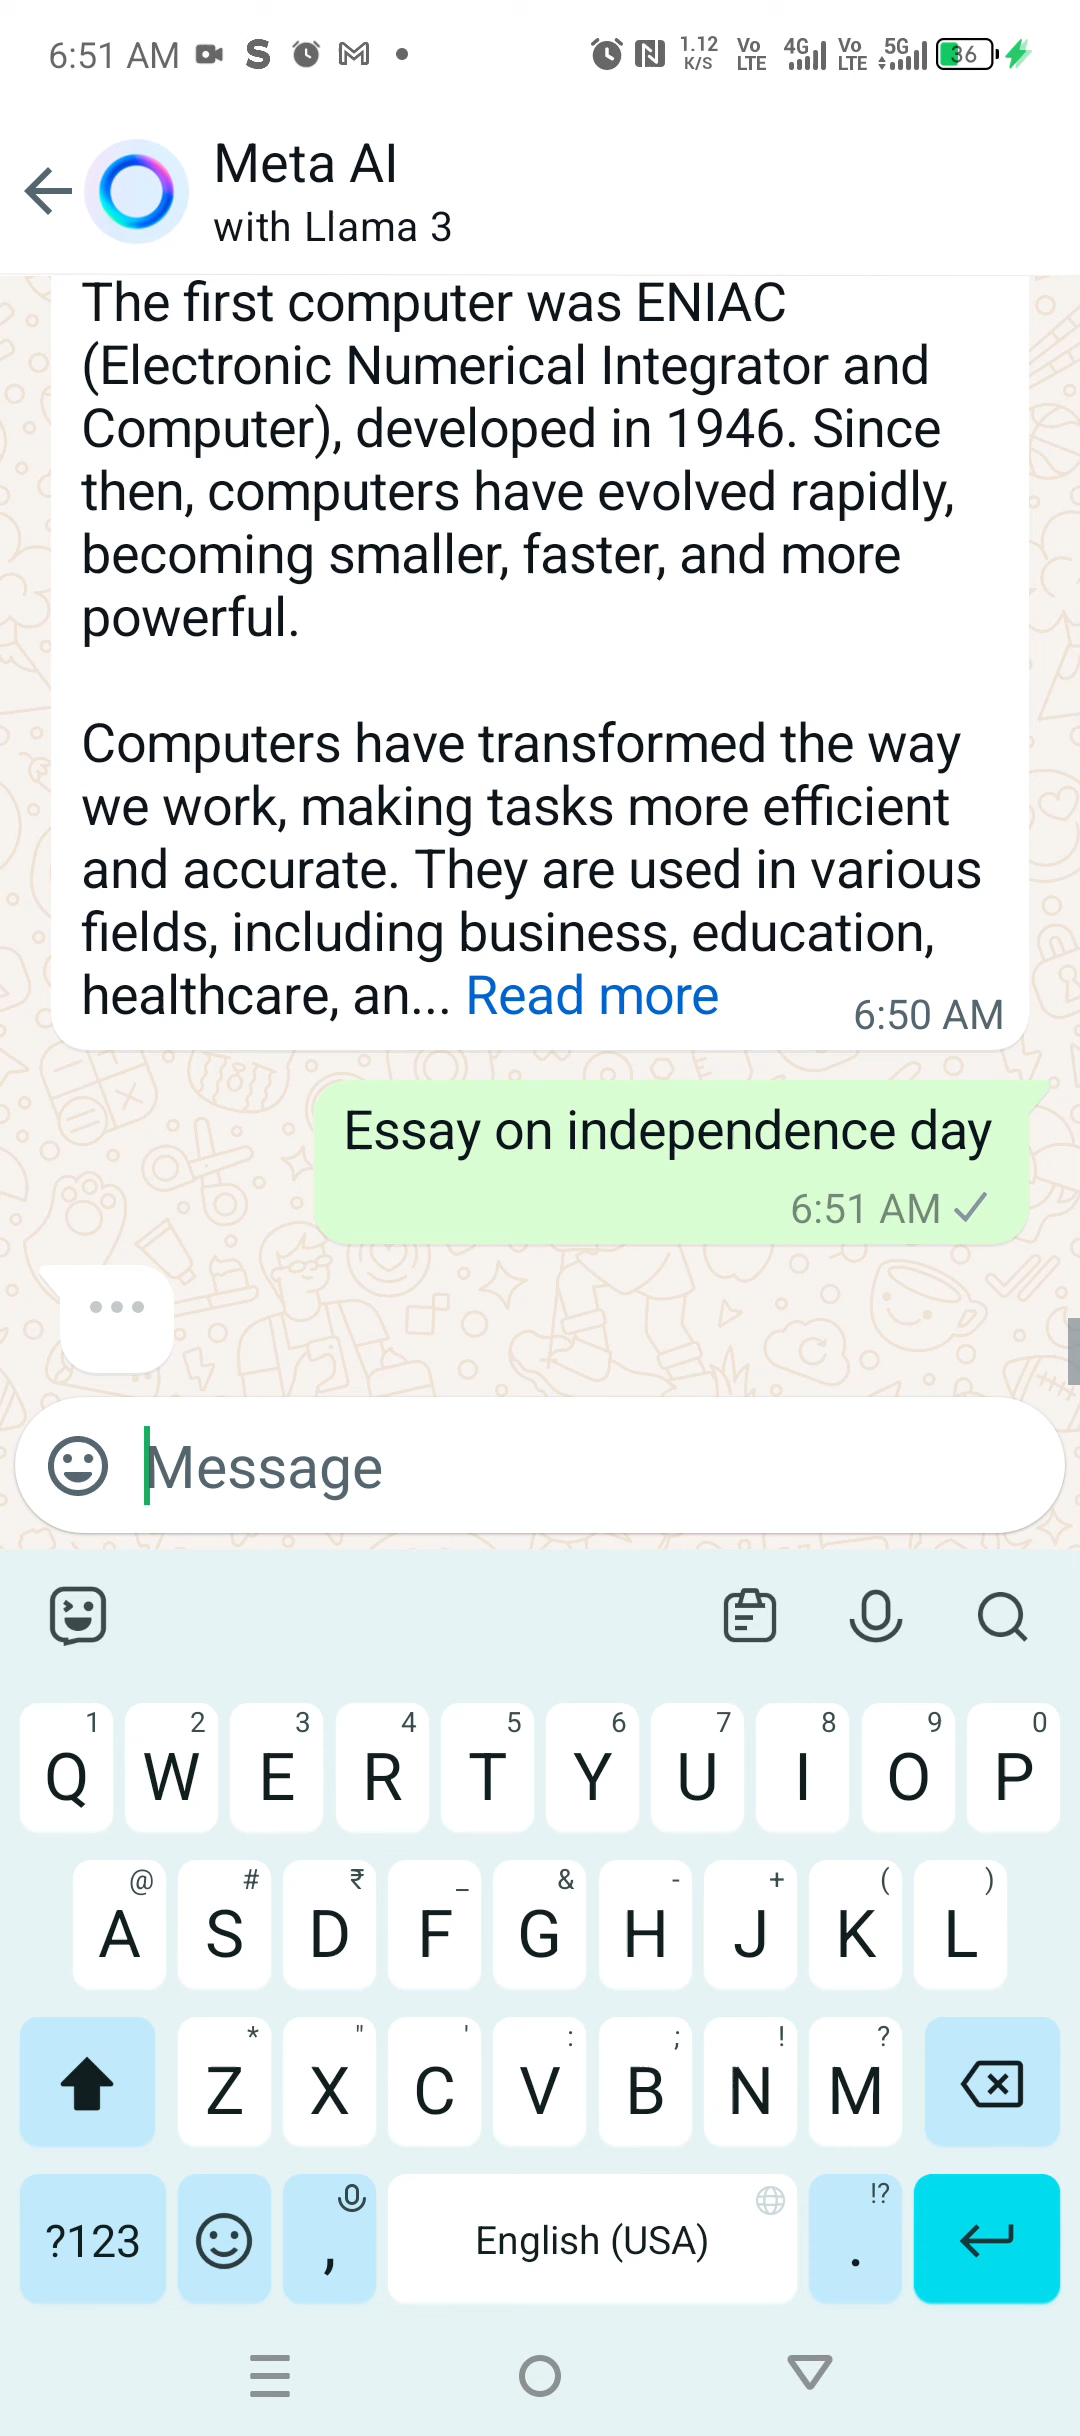 6:51 AM S
1.12 K/S Vo LTE 4G Vo LTE 5G 36
Meta AI
with Llama 3
The first computer was ENIAC
(Electronic Numerical Integrator and
Computer), developed in 1946. Since
then, computers have evolved rapidly,
becoming smaller, faster, and more
powerful.
Computers have transformed the way
we work, making tasks more efficient
and accurate. They are used in various
fields, including business, education,
healthcare, an... Read more
6:50 AM
Essay on independence day
6:51 AM
Message
1 2 3 4 5 6 7 8 9 0
Q W E R T Y U I O P
@ # ₹ _ & - + ( )
A S D F G H J K L
* " ' : ; ! ?
Z X C V B N M
!?
?123 , English (USA) .